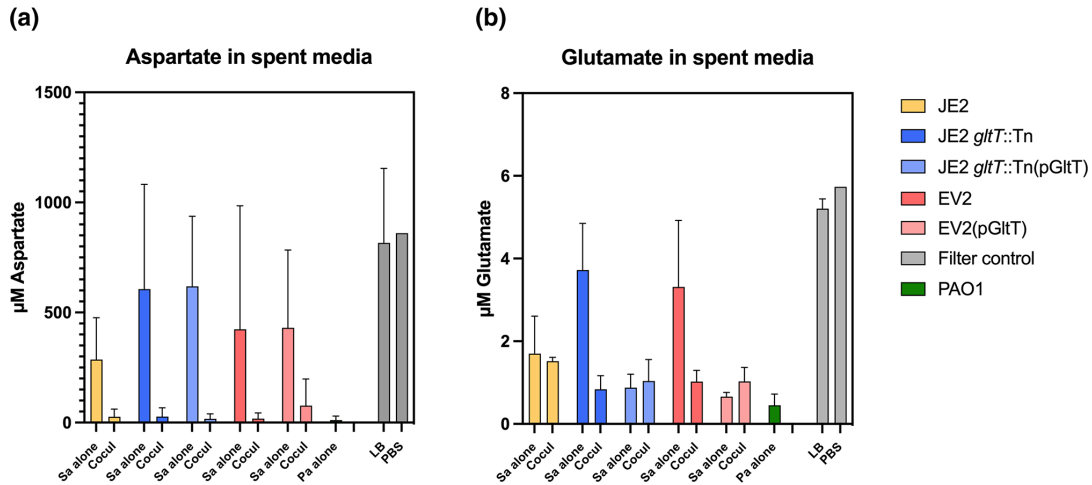 (a)
Aspartate in spent media
1500
1000
500
0
µM Aspartate
Sa alone
Cocul
Sa alone
Cocul
Sa alone
Cocul
Sa alone
Cocul
Sa alone
Cocul
Pa alone
LB
PBS
(b)
Glutamate in spent media
8
6
4
2
0
µM Glutamate
Sa alone
Cocul
Sa alone
Cocul
Sa alone
Cocul
Sa alone
Cocul
Sa alone
Cocul
Pa alone
LB
PBS
JE2
JE2 gltT::Tn
JE2 gltT::Tn(pGltT)
EV2
EV2(pGltT)
Filter control
PAO1